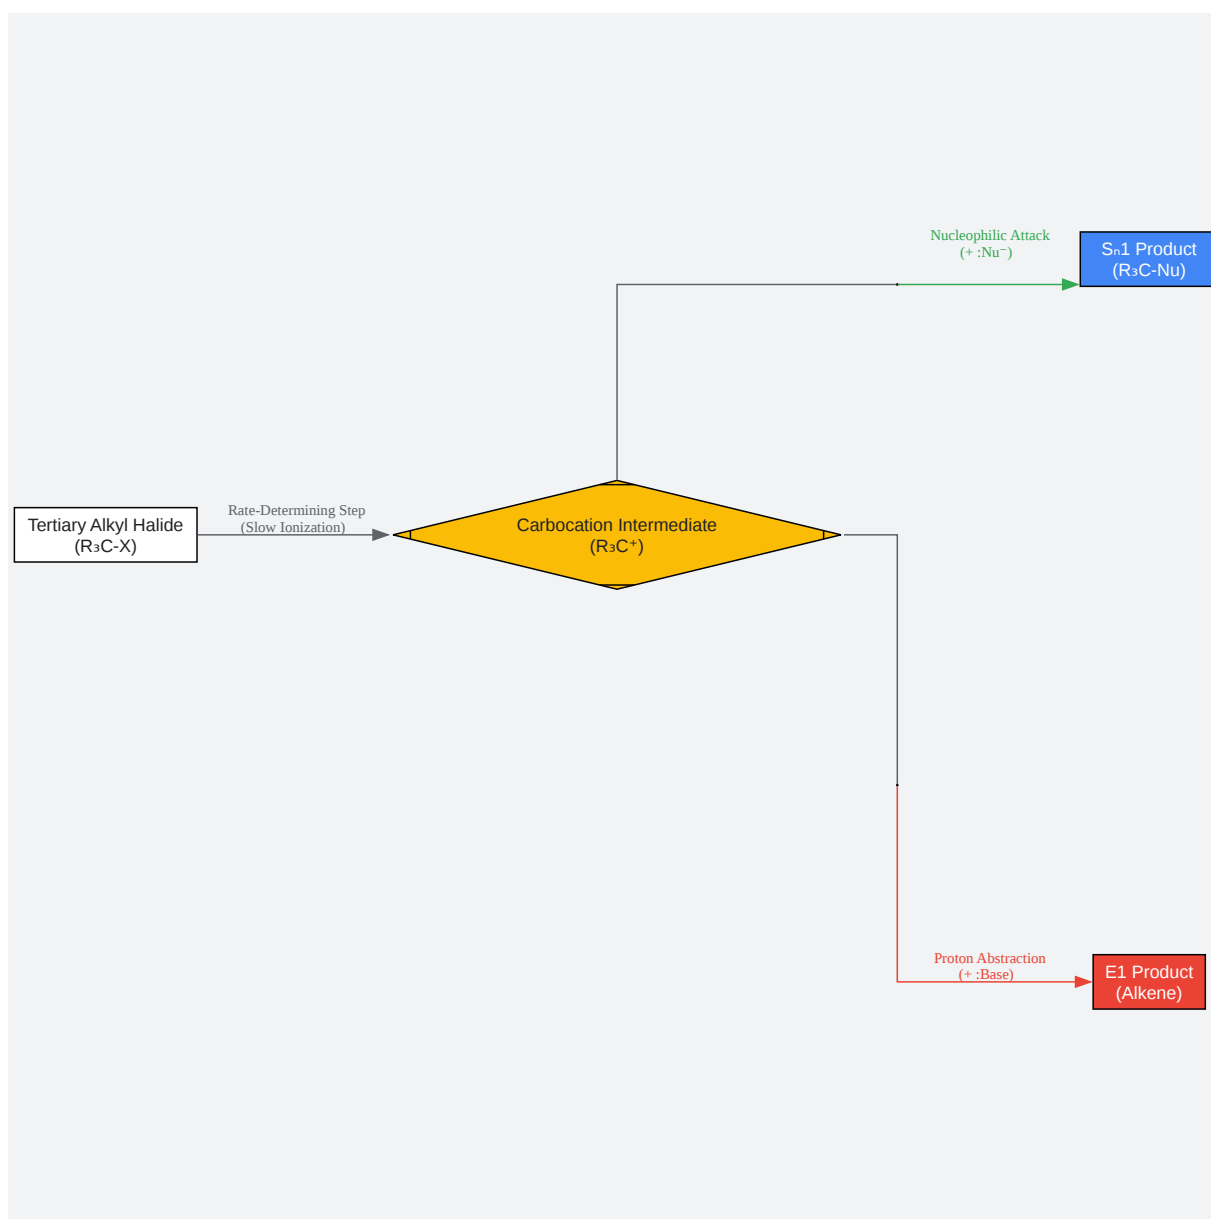 Nucleophilic Attack
(+ :Nu⁻)
Sₙ1 Product
(R₃C-Nu)
Tertiary Alkyl Halide
(R₃C-X)
Rate-Determining Step
(Slow Ionization)
Carbocation Intermediate
(R₃C⁺)
Proton Abstraction
(+ :Base)
E1 Product
(Alkene)